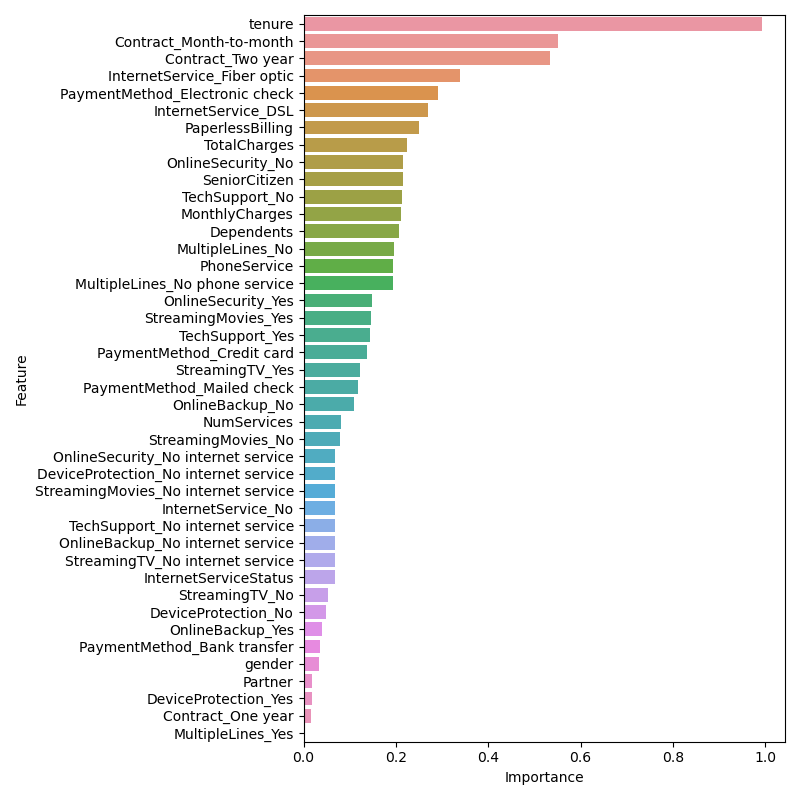 tenure
Contract_Month-to-month
Contract_Two year
InternetService_Fiber optic
PaymentMethod_Electronic check
InternetService_DSL
PaperlessBilling
TotalCharges
OnlineSecurity_No
SeniorCitizen
TechSupport_No
MonthlyCharges
Dependents
MultipleLines_No
PhoneService
MultipleLines_No phone service
OnlineSecurity_Yes
StreamingMovies_Yes
TechSupport_Yes
PaymentMethod_Credit card
StreamingTV_Yes
PaymentMethod_Mailed check
OnlineBackup_No
NumServices
StreamingMovies_No
OnlineSecurity_No internet service
DeviceProtection_No internet service
StreamingMovies_No internet service
InternetService_No
TechSupport_No internet service
OnlineBackup_No internet service
StreamingTV_No internet service
InternetServiceStatus
StreamingTV_No
DeviceProtection_No
OnlineBackup_Yes
PaymentMethod_Bank transfer
gender
Partner
DeviceProtection_Yes
Contract_One year
MultipleLines_Yes
Feature
0.0 0.2 0.4 0.6 0.8 1.0
Importance